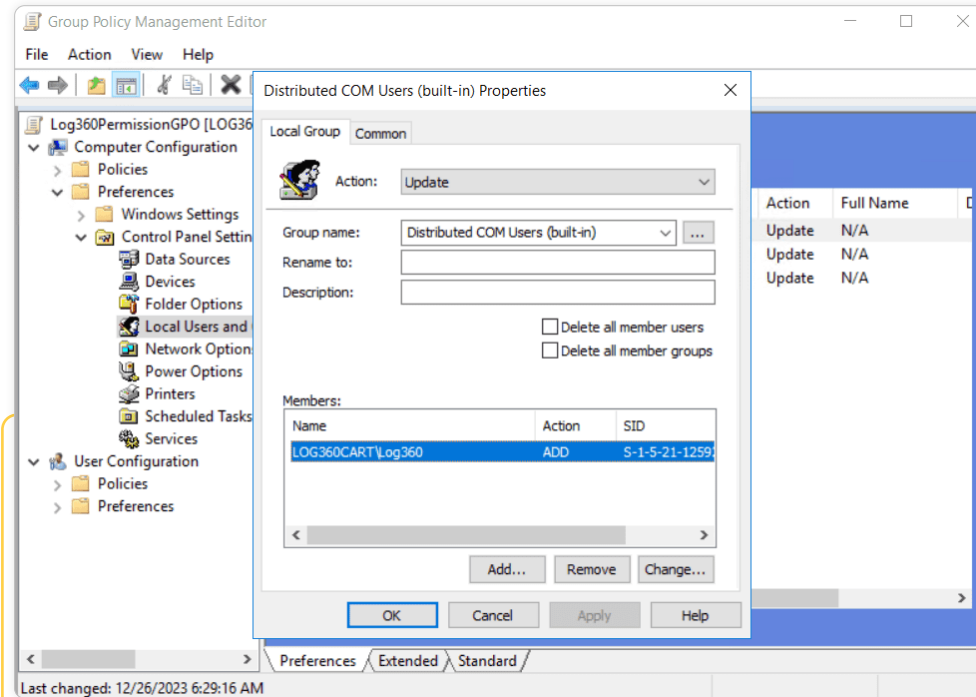 Group Policy Management Editor
File Action View Help
Distributed COM Users (built-in) Properties
Local Group Common
Action: Update
Group name: Distributed COM Users (built-in) ...
Rename to:
Description:
Delete all member users
Delete all member groups
Members:
Name Action SID
LOG360CART\Log360 ADD S-1-5-21-1259
Add... Remove Change...
OK Cancel Apply Help
Log360PermissionGPO [LOG36
Computer Configuration
Policies
Preferences
Windows Settings
Control Panel Settin
Data Sources
Devices
Folder Options
Local Users and
Network Option
Power Options
Printers
Scheduled Tasks
Services
User Configuration
Policies
Preferences
Action Full Name
Update N/A
Update N/A
Update N/A
Preferences Extended Standard
Last changed: 12/26/2023 6:29:16 AM